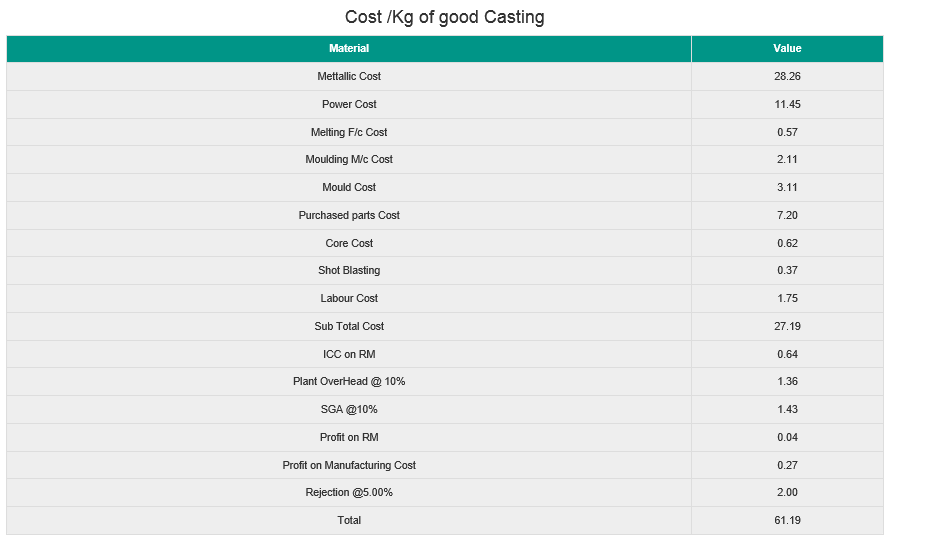 Cost /Kg of good Casting
Material Value
Mettallic Cost 28.26
Power Cost 11.45
Melting F/c Cost 0.57
Moulding M/c Cost 2.11
Mould Cost 3.11
Purchased parts Cost 7.20
Core Cost 0.62
Shot Blasting 0.37
Labour Cost 1.75
Sub Total Cost 27.19
ICC on RM 0.64
Plant OverHead @ 10% 1.36
SGA @10% 1.43
Profit on RM 0.04
Profit on Manufacturing Cost 0.27
Rejection @5.00% 2.00
Total 61.19